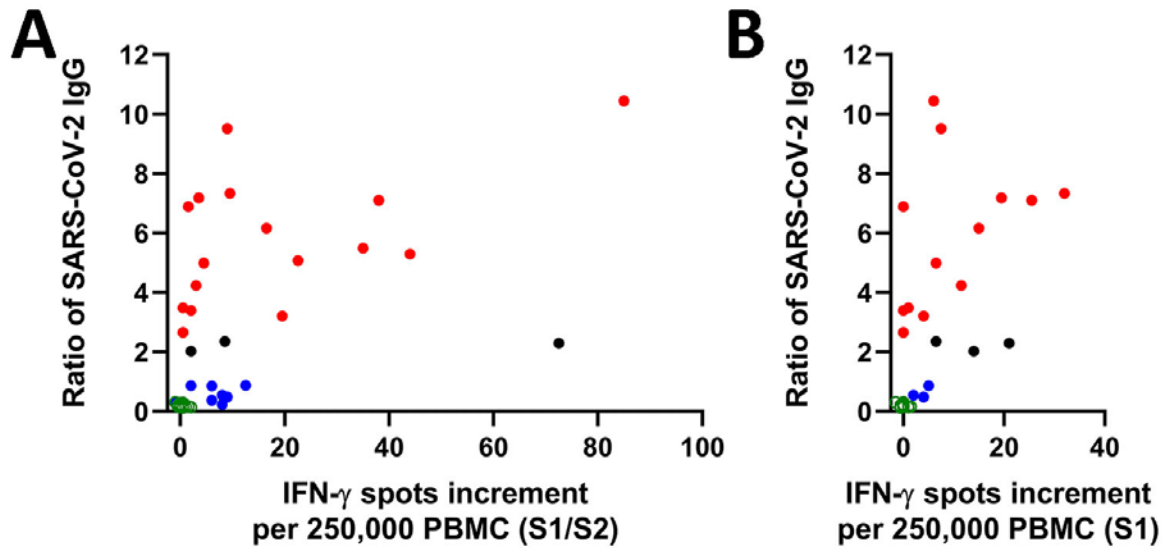 A
Ratio of SARS-CoV-2 IgG
12
10
8
6
4
2
0
0 20 40 60 80 100
IFN-γ spots increment
per 250,000 PBMC (S1/S2)
B
Ratio of SARS-CoV-2 IgG
12
10
8
6
4
2
0
0 20 40
IFN-γ spots increment
per 250,000 PBMC (S1)